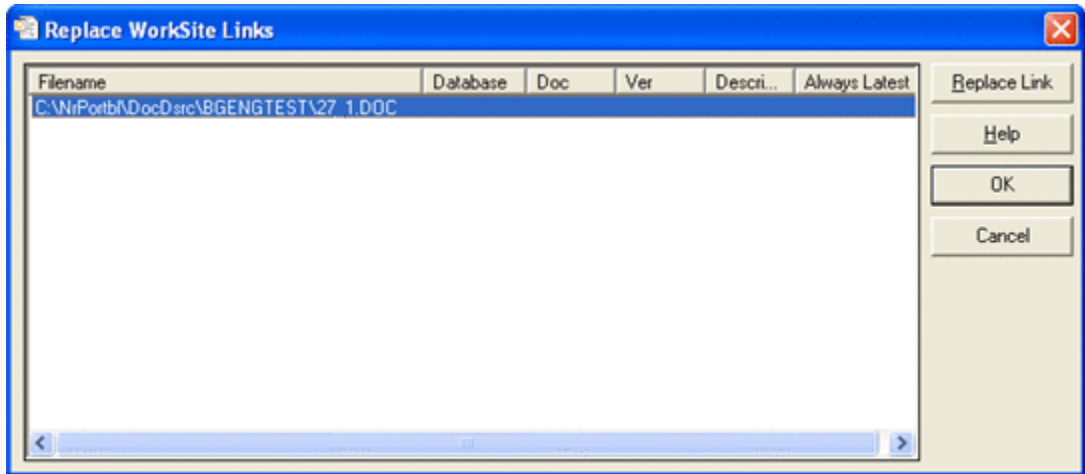 Replace WorkSite Links
Filename Database Doc Ver Descri... Always Latest
C:\NrPortbl\DocDsrc\BGENGTEST\27_1.DOC
Replace Link
Help
OK
Cancel